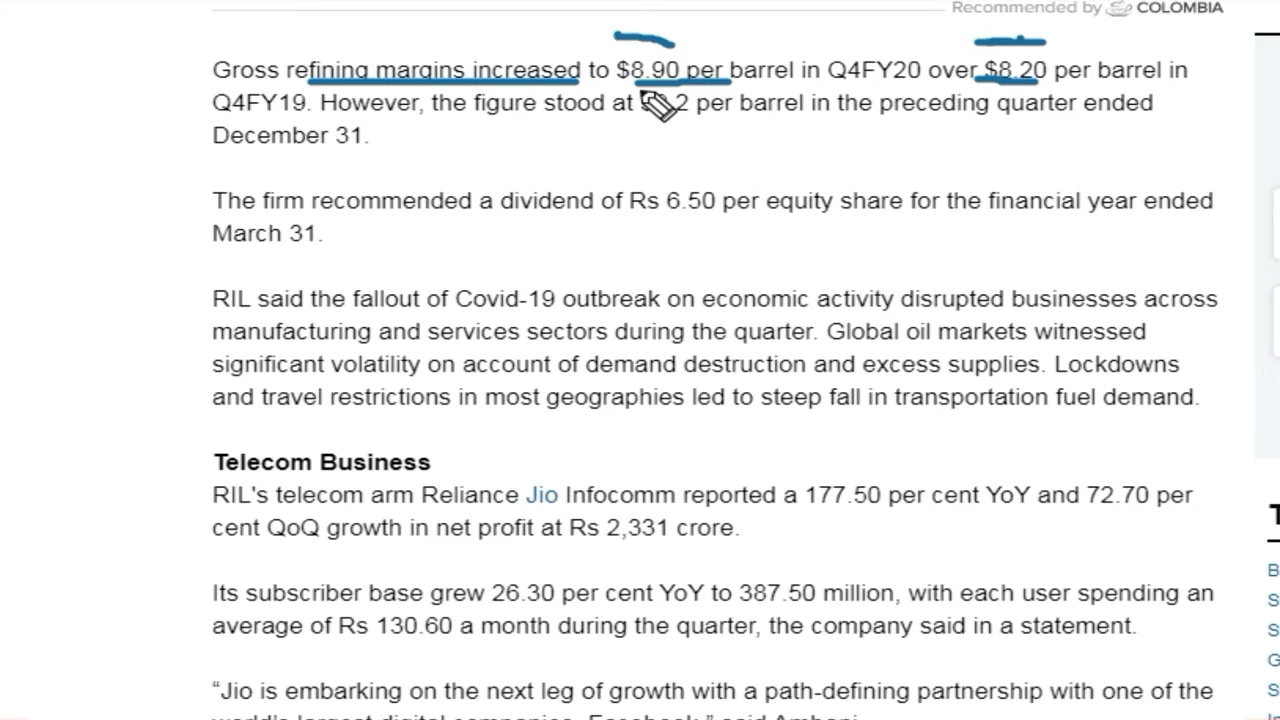 Recommended by COLOMBIA
Gross refining margins increased to $8.90 per barrel in Q4FY20 over $8.20 per barrel in
Q4FY19. However, the figure stood at 2 per barrel in the preceding quarter ended
December 31.
The firm recommended a dividend of Rs 6.50 per equity share for the financial year ended
March 31.
RIL said the fallout of Covid-19 outbreak on economic activity disrupted businesses across
manufacturing and services sectors during the quarter. Global oil markets witnessed
significant volatility on account of demand destruction and excess supplies. Lockdowns
and travel restrictions in most geographies led to steep fall in transportation fuel demand.
Telecom Business
RIL's telecom arm Reliance Jio Infocomm reported a 177.50 per cent YoY and 72.70 per
cent QoQ growth in net profit at Rs 2,331 crore.
Its subscriber base grew 26.30 per cent YoY to 387.50 million, with each user spending an
average of Rs 130.60 a month during the quarter, the company said in a statement.
“Jio is embarking on the next leg of growth with a path-defining partnership with one of the